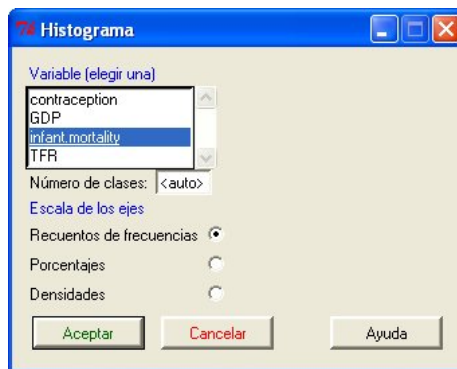 Histograma
Variable (elegir una)
contraception
GDP
infant.mortality
TFR
Número de clases: <auto>
Escala de los ejes
Recuentos de frecuencias
Porcentajes
Densidades
Aceptar Cancelar Ayuda